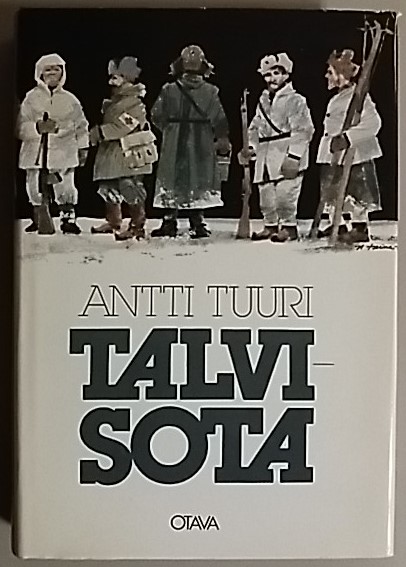 ANTTI TUURI
TALVI-
SOTA
OTAVA